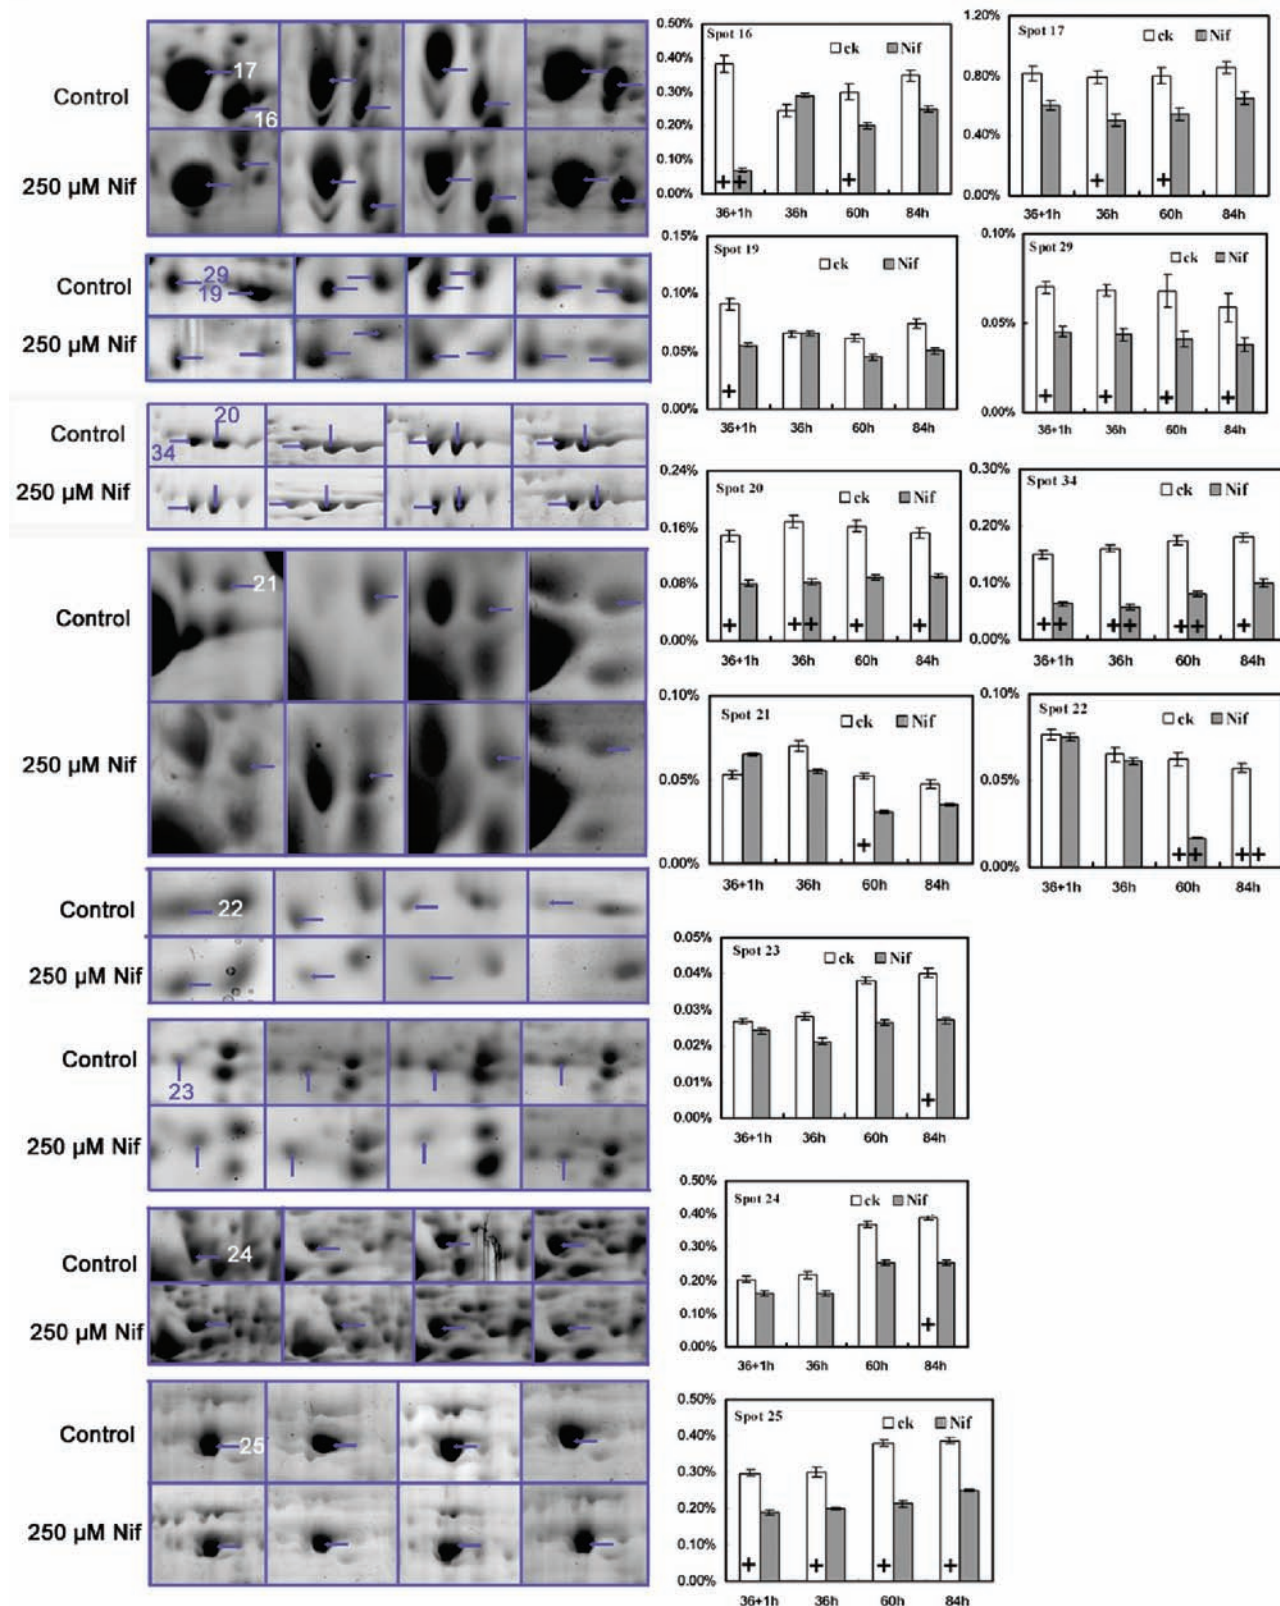 Control
17
16
250 µM Nif
Control
29
19
250 µM Nif
Control
20
34
250 µM Nif
Control
21
250 µM Nif
Control
22
250 µM Nif
Control
23
250 µM Nif
Control
24
250 µM Nif
Control
25
250 µM Nif
Spot 16
ck Nif
0.50%
0.40%
0.30%
0.20%
0.10%
0.00%
++ +
36+1h 36h 60h 84h
Spot 17
ck Nif
1.20%
0.80%
0.40%
0.00%
+ +
36+1h 36h 60h 84h
Spot 19
ck Nif
0.15%
0.10%
0.05%
0.00%
+
36+1h 36h 60h 84h
Spot 29
ck Nif
0.10%
0.05%
0.00%
+ + + +
36+1h 36h 60h 84h
Spot 20
ck Nif
0.24%
0.16%
0.08%
0.00%
+ ++ + +
36+1h 36h 60h 84h
Spot 34
ck Nif
0.30%
0.20%
0.10%
0.00%
++ ++ ++ +
36+1h 36h 60h 84h
Spot 21
ck Nif
0.10%
0.05%
0.00%
+
36+1h 36h 60h 84h
Spot 22
ck Nif
0.10%
0.05%
0.00%
++ ++
36+1h 36h 60h 84h
Spot 23
ck Nif
0.05%
0.04%
0.03%
0.02%
0.01%
0.00%
+
36+1h 36h 60h 84h
Spot 24
ck Nif
0.50%
0.40%
0.30%
0.20%
0.10%
0.00%
+
36+1h 36h 60h 84h
Spot 25
ck Nif
0.50%
0.40%
0.30%
0.20%
0.10%
0.00%
+ + + +
36+1h 36h 60h 84h